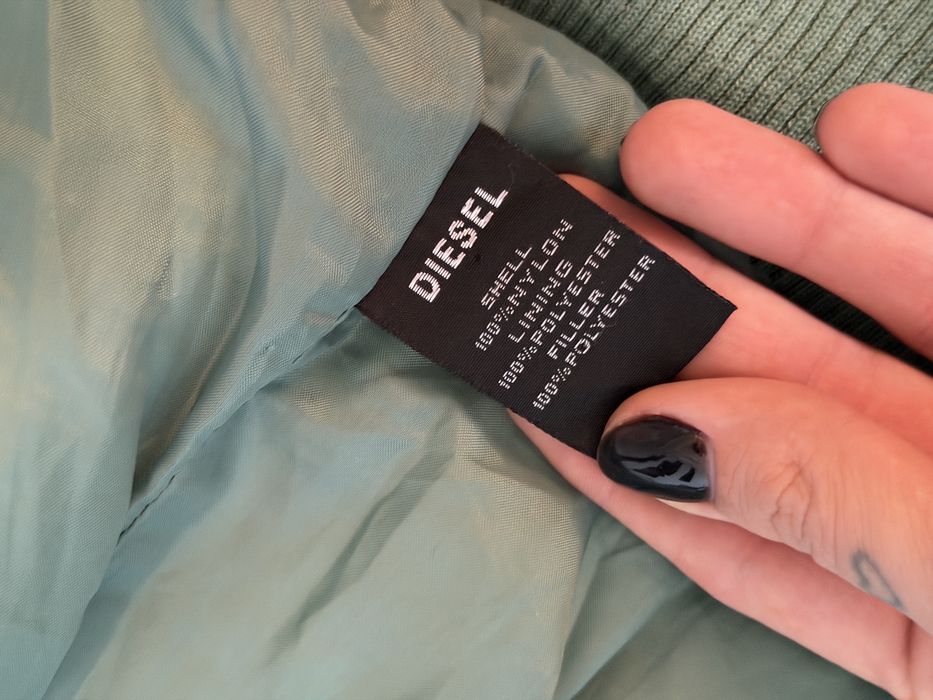 DIESEL
SHELL
100%NYLON
LINING
100%POLYESTER
FILLER
100%POLYESTER